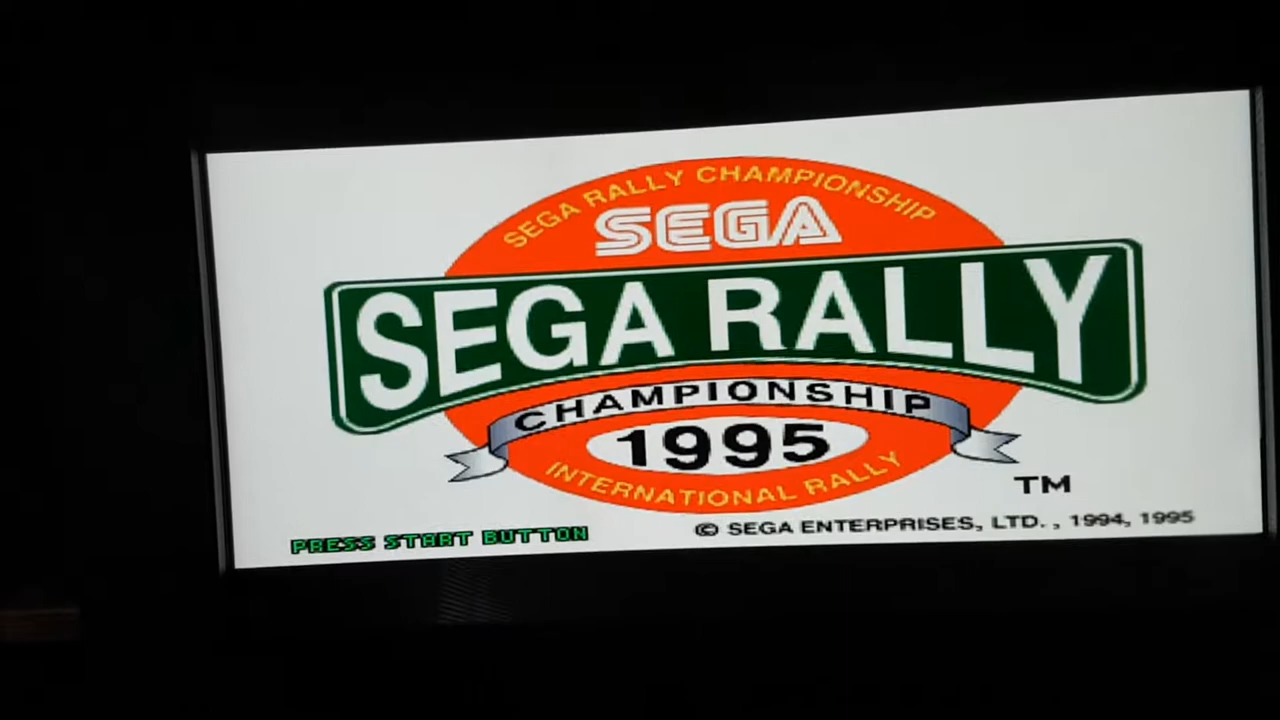 SEGA RALLY CHAMPIONSHIP
SEGA
SEGA RALLY
CHAMPIONSHIP
1995
INTERNATIONAL RALLY
TM
PRESS START BUTTON
© SEGA ENTERPRISES, LTD. , 1994, 1995